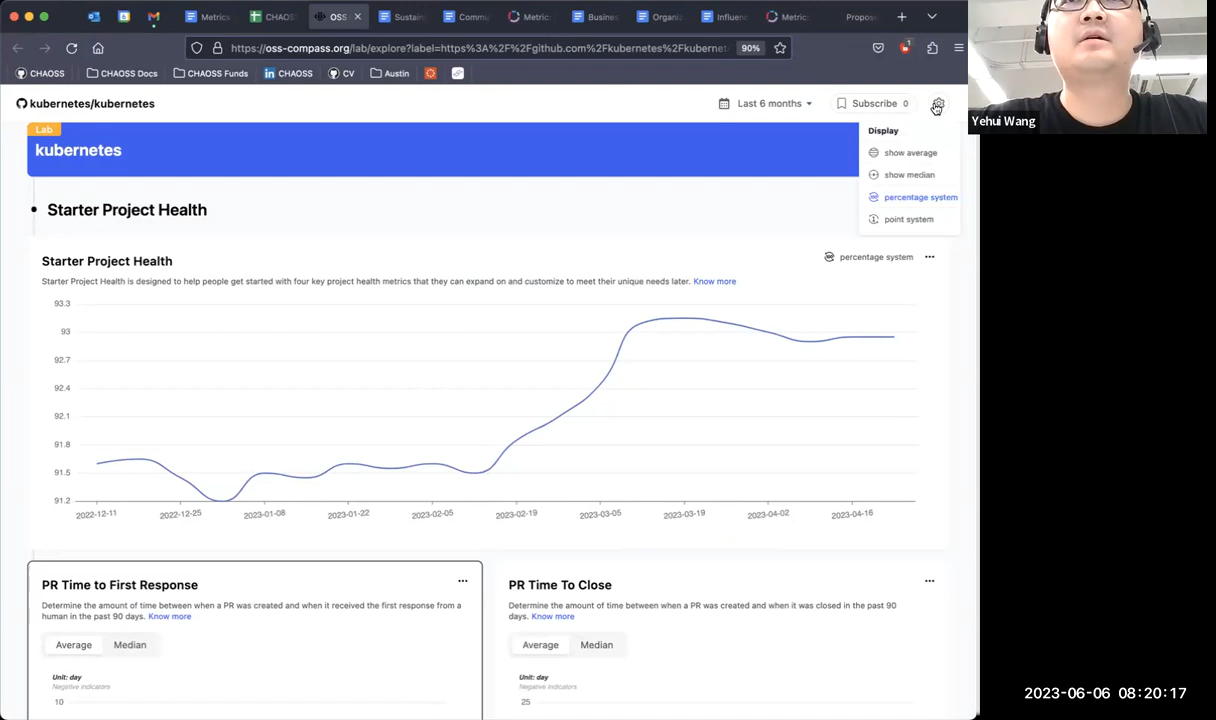 Metrics
CHAOSS
OSS
Sustain
Commu
Metric
Busines
Organiz
Influenc
Metric
Propose
https://oss-compass.org/lab/explore?label=https%3A%2F%2Fgithub.com%2Fkubernetes%2Fkubernet
90%
CHAOSS
CHAOSS Docs
CHAOSS Funds
CHAOSS
CV
Austin
kubernetes/kubernetes
Last 6 months
Subscribe 0
Yehui Wang
Lab
kubernetes
Display
show average
show median
percentage system
point system
Starter Project Health
Starter Project Health
percentage system
Starter Project Health is designed to help people get started with four key project health metrics that they can expand on and customize to meet their unique needs later. Know more
93.3
93
92.7
92.4
92.1
91.8
91.5
91.2
2022-12-11
2022-12-25
2023-01-08
2023-01-22
2023-02-05
2023-02-19
2023-03-05
2023-03-19
2023-04-02
2023-04-16
PR Time to First Response
Determine the amount of time between when a PR was created and when it received the first response from a
human in the past 90 days. Know more
Average
Median
Unit: day
Negative indicators
10
PR Time To Close
Determine the amount of time between when a PR was created and when it was closed in the past 90
days. Know more
Average
Median
Unit: day
Negative indicators
25
2023-06-06 08:20:17